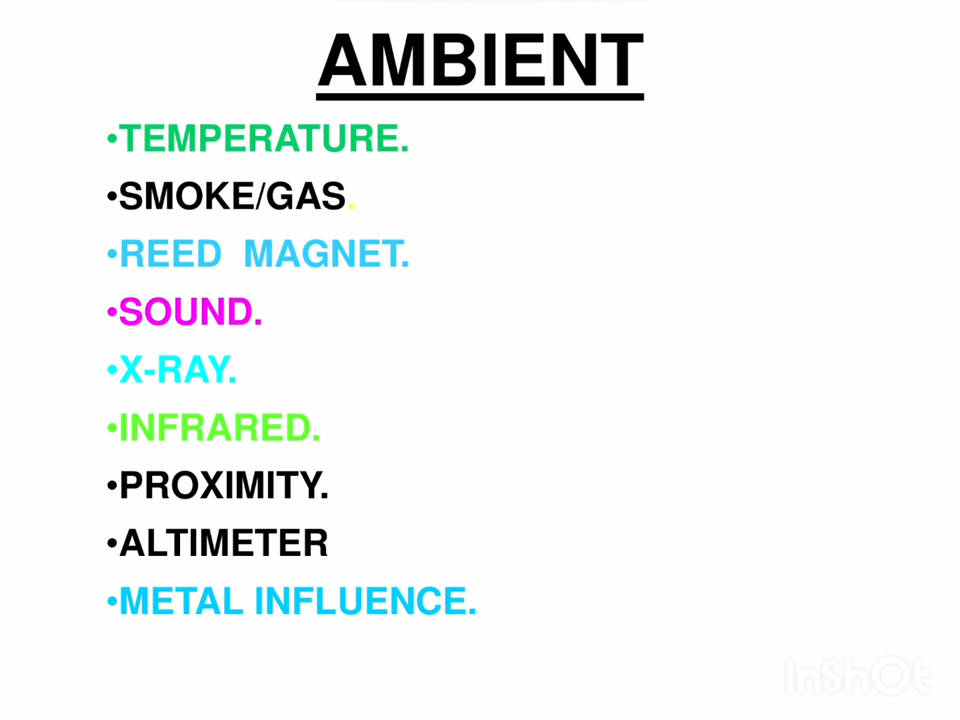 AMBIENT
•TEMPERATURE.
•SMOKE/GAS.
•REED  MAGNET.
•SOUND.
•X-RAY.
•INFRARED.
•PROXIMITY.
•ALTIMETER
•METAL INFLUENCE.
InShOt